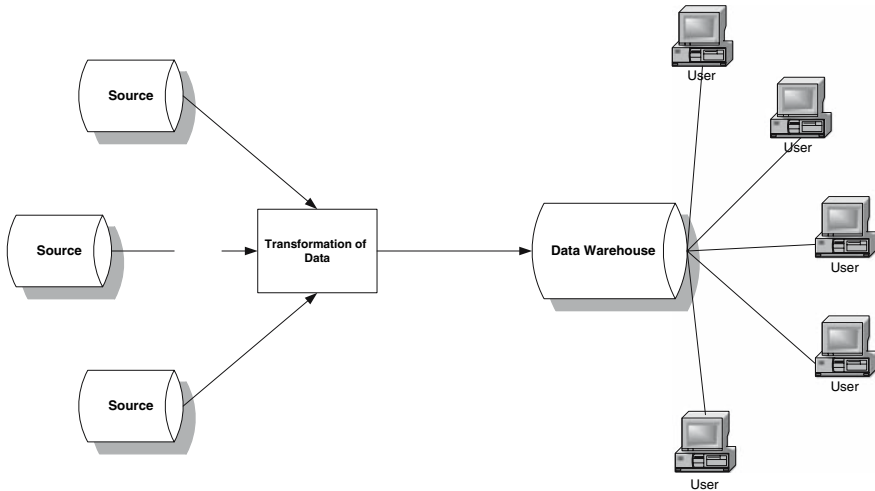 User
User
Source
Source
Transformation of
Data
Data Warehouse
User
User
Source
User